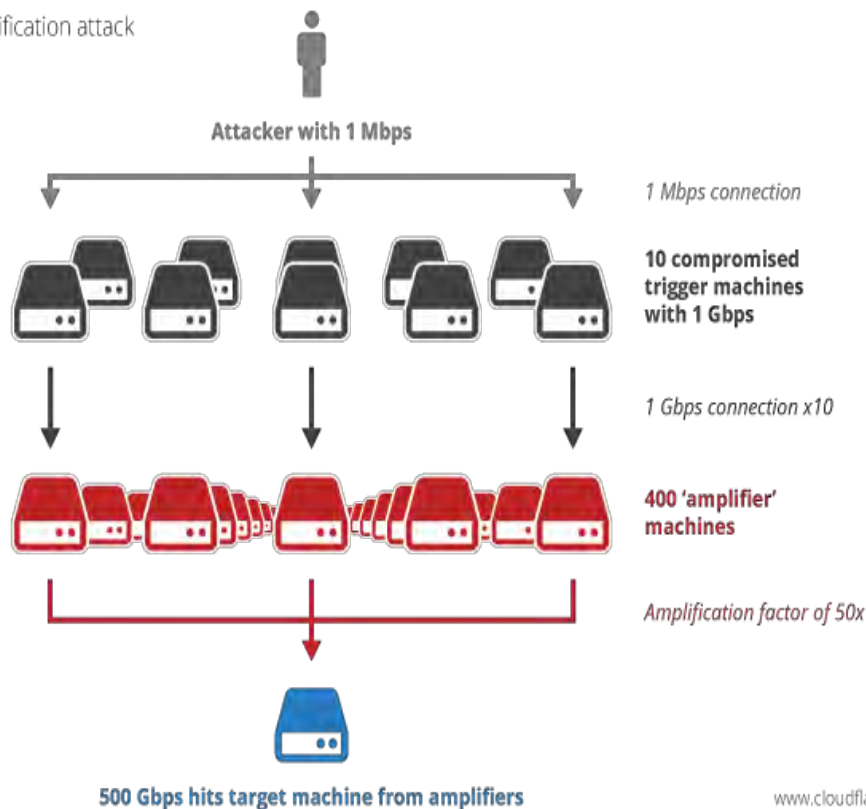 ification attack
Attacker with 1 Mbps
1 Mbps connection
10 compromised
trigger machines
with 1 Gbps
1 Gbps connection x10
400 ‘amplifier’
machines
Amplification factor of 50x
500 Gbps hits target machine from amplifiers
www.cloudfla